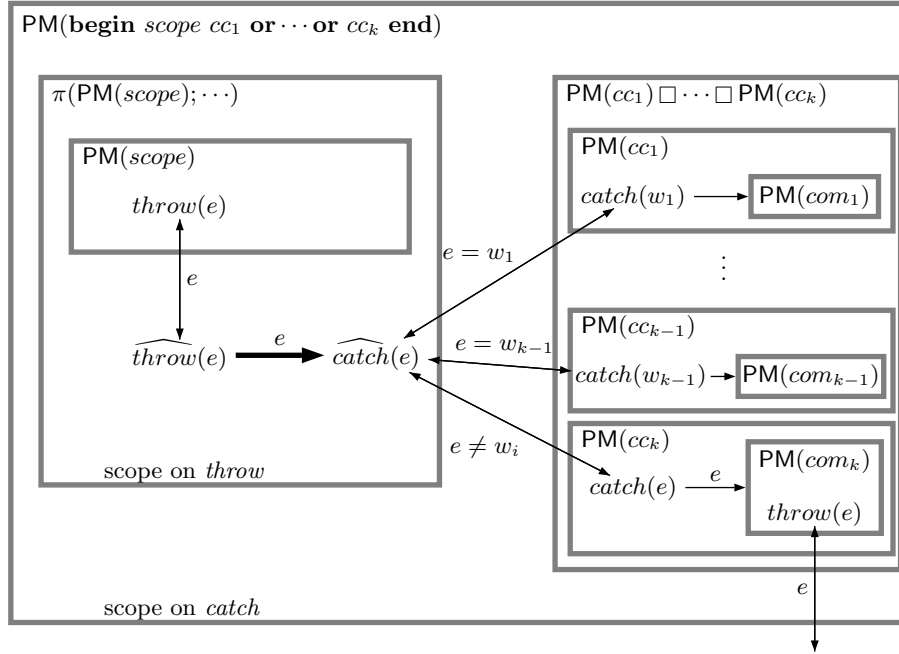 PM(begin scope cc₁ or ⋯ or ccₖ end)
π(PM(scope); ⋯)
PM(scope)
throw(e)
e
t͡hrow(e)
e
c͡atch(e)
scope on throw
scope on catch
e = w₁
e = wₖ₋₁
e ≠ wᵢ
PM(cc₁) □ ⋯ □ PM(ccₖ)
PM(cc₁)
catch(w₁)
PM(com₁)
⋮
PM(ccₖ₋₁)
catch(wₖ₋₁)
PM(comₖ₋₁)
PM(ccₖ)
catch(e)
e
PM(comₖ)
throw(e)
e